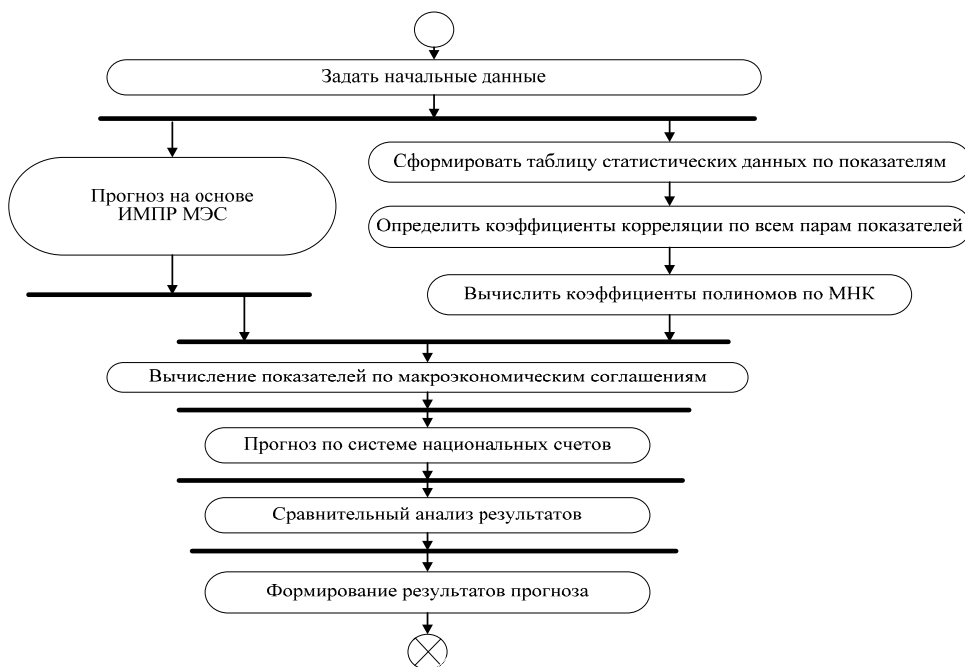 Задать начальные данные
Прогноз на основе
ИМПР МЭС
Сформировать таблицу статистических данных по показателям
Определить коэффициенты корреляции по всем парам показателей
Вычислить коэффициенты полиномов по МНК
Вычисление показателей по макроэкономическим соглашениям
Прогноз по системе национальных счетов
Сравнительный анализ результатов
Формирование результатов прогноза